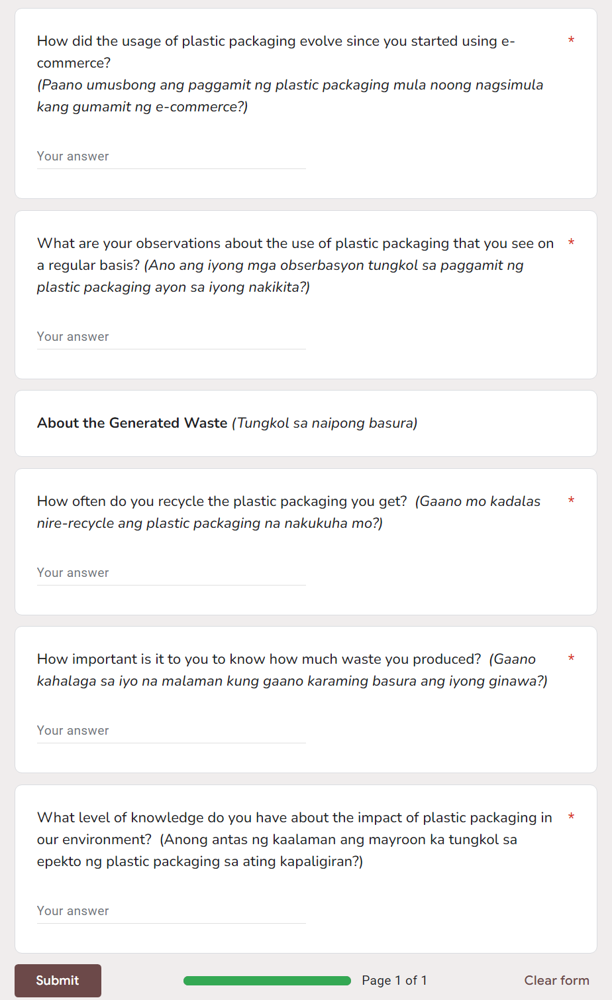 How did the usage of plastic packaging evolve since you started using e-
commerce?
(Paano umusbong ang paggamit ng plastic packaging mula noong nagsimula
kang gumamit ng e-commerce?)
*
Your answer
What are your observations about the use of plastic packaging that you see on
a regular basis? (Ano ang iyong mga obserbasyon tungkol sa paggamit ng
plastic packaging ayon sa iyong nakikita?)
*
Your answer
About the Generated Waste (Tungkol sa naipong basura)
How often do you recycle the plastic packaging you get? (Gaano mo kadalas
nire-recycle ang plastic packaging na nakukuha mo?)
*
Your answer
How important is it to you to know how much waste you produced? (Gaano
kahalaga sa iyo na malaman kung gaano karaming basura ang iyong ginawa?)
*
Your answer
What level of knowledge do you have about the impact of plastic packaging in
our environment? (Anong antas ng kaalaman ang mayroon ka tungkol sa
epekto ng plastic packaging sa ating kapaligiran?)
*
Your answer
Submit
Page 1 of 1
Clear form